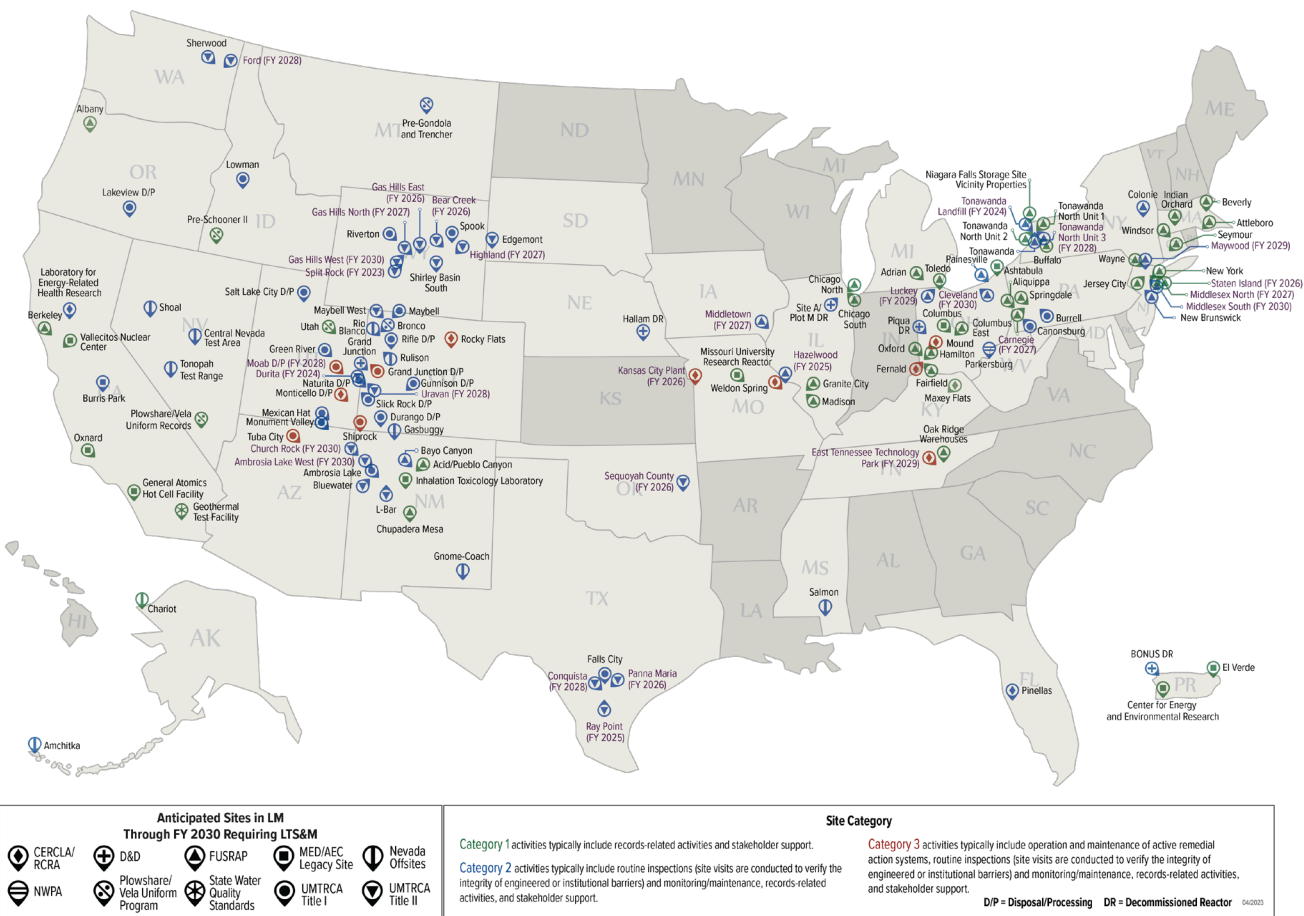 Sherwood
Ford (FY 2028)
WA
Albany
OR
Lakeview D/P
Lowman
ID
Pre-Schooner II
MT
Pre-Gondola
and Trencher
ND
SD
MN
WI
MI
MI
ME
VT
NH
NY
MA
Gas Hills East
(FY 2026)
Bear Creek
(FY 2026)
Gas Hills North (FY 2027)
Riverton
Spook
Edgemont
Highland (FY 2027)
Gas Hills West (FY 2030)
Split Rock (FY 2023)
Shirley Basin
South
Niagara Falls Storage Site
Vicinity Properties
Tonawanda
Landfill (FY 2024)
Tonawanda
North Unit 1
Tonawanda
North Unit 2
Tonawanda
North Unit 3
(FY 2028)
Tonawanda
Buffalo
Colonie
Indian
Orchard
Beverly
Attleboro
Windsor
Seymour
Maywood (FY 2029)
Wayne
New York
Staten Island (FY 2026)
Jersey City
Middlesex North (FY 2027)
Middlesex South (FY 2030)
New Brunswick
NJ
Painesville
Ashtabula
Aliquippa
Springdale
PA
Burrell
Canonsburg
Carnegie
(FY 2027)
MD
Adrian
Toledo
Luckey
(FY 2029)
Cleveland
(FY 2030)
Columbus
Columbus
East
Piqua
DR
Mound
Oxford
Hamilton
Fernald
Fairfield
Parkersburg
WV
Maxey Flats
KY
VA
Chicago
North
Chicago
South
Site A/
Plot M DR
IL
IN
IA
Middletown
(FY 2027)
Hazelwood
(FY 2025)
Missouri University
Research Reactor
Weldon Spring
Granite City
Madison
MO
Kansas City Plant
(FY 2026)
KS
NE
Hallam DR
Laboratory for
Energy-Related
Health Research
Berkeley
Vallecitos Nuclear
Center
Shoal
NV
Central Nevada
Test Area
Tonopah
Test Range
Burris Park
Plowshare/Vela
Uniform Records
Oxnard
General Atomics
Hot Cell Facility
Geothermal
Test Facility
Salt Lake City D/P
Maybell West
Maybell
Utah
Rio
Blanco
Bronco
Rifle D/P
Rocky Flats
Green River
Grand
Junction
Rulison
Moab D/P (FY 2028)
Grand Junction D/P
Durita (FY 2024)
Naturita D/P
Gunnison D/P
Uravan (FY 2028)
Monticello D/P
Slick Rock D/P
Mexican Hat
Durango D/P
Monument Valley
Gasbuggy
Tuba City
Shiprock
Church Rock (FY 2030)
Bayo Canyon
Ambrosia Lake West (FY 2030)
Acid/Pueblo Canyon
Ambrosia Lake
Inhalation Toxicology Laboratory
Bluewater
L-Bar
AZ
NM
Chupadera Mesa
Gnome-Coach
Sequoyah County
(FY 2026)
OK
AR
Oak Ridge
Warehouses
East Tennessee Technology
Park (FY 2029)
TN
NC
SC
GA
AL
MS
Salmon
LA
TX
Falls City
Conquista
(FY 2028)
Panna Maria
(FY 2026)
Ray Point
(FY 2025)
FL
Pinellas
BONUS DR
El Verde
PR
Center for Energy
and Environmental Research
HI
Chariot
AK
Amchitka
Anticipated Sites in LM
Through FY 2030 Requiring LTS&M
CERCLA/
RCRA
D&D
FUSRAP
MED/AEC
Legacy Site
Nevada
Offsites
NWPA
Plowshare/
Vela Uniform
Program
State Water
Quality
Standards
UMTRCA
Title I
UMTRCA
Title II
Site Category
Category 1 activities typically include records-related activities and stakeholder support.
Category 2 activities typically include routine inspections (site visits are conducted to verify the
integrity of engineered or institutional barriers) and monitoring/maintenance, records-related
activities, and stakeholder support.
Category 3 activities typically include operation and maintenance of active remedial
action systems, routine inspections (site visits are conducted to verify the integrity of
engineered or institutional barriers) and monitoring/maintenance, records-related activities,
and stakeholder support.
D/P = Disposal/Processing DR = Decommissioned Reactor 04/2023